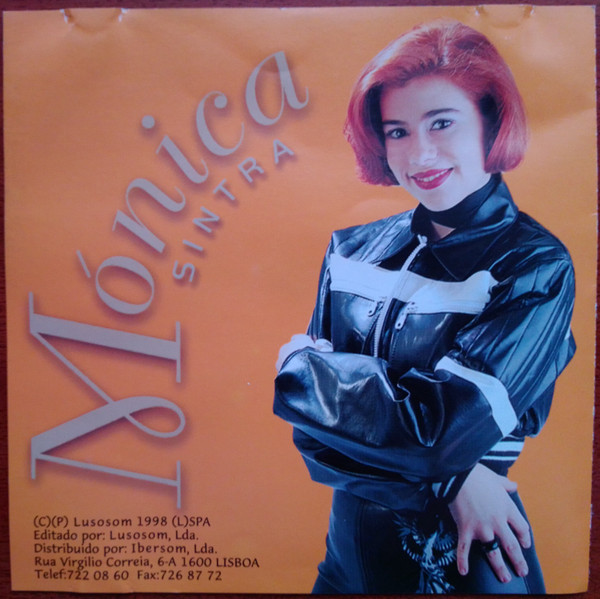 Mónica
SINTRA
(C)(P) Lusosom 1998 (L)SPA
Editado por: Lusosom, Lda.
Distribuido por: Ibersom, Lda.
Rua Virgilio Correia, 6-A 1600 LISBOA
Telef:722 08 60 Fax:726 87 72